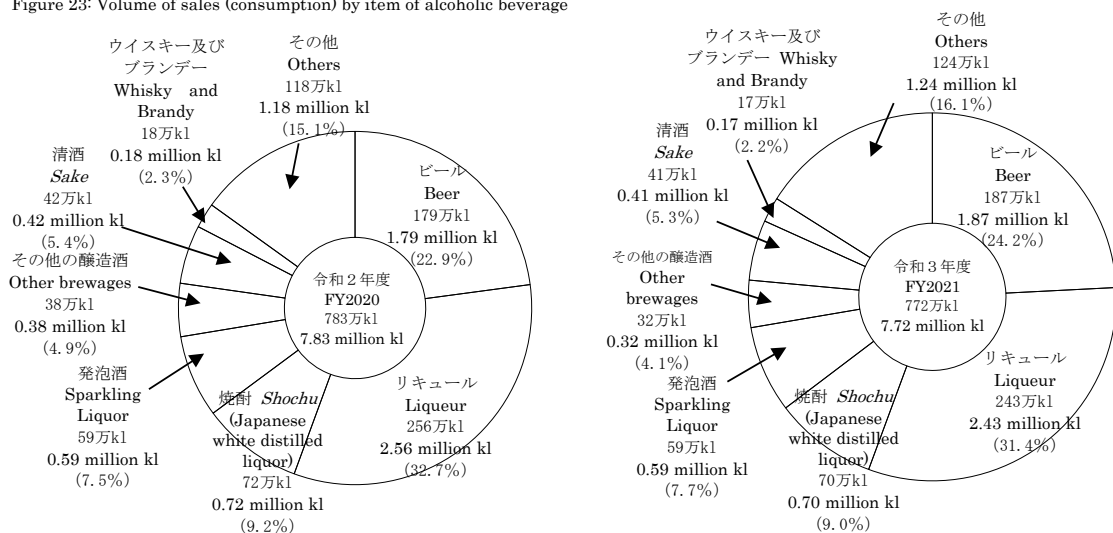 Figure 23: Volume of sales (consumption) by item of alcoholic beverage
ウイスキー及び
ブランデー
Whisky and
Brandy
18万kl
0.18 million kl
(2.3%)
その他
Others
118万kl
1.18 million kl
(15.1%)
ビール
Beer
179万kl
1.79 million kl
(22.9%)
清酒
Sake
42万kl
0.42 million kl
(5.4%)
その他の醸造酒
Other brewages
38万kl
0.38 million kl
(4.9%)
令和２年度
FY2020
783万kl
7.83 million kl
発泡酒
Sparkling
Liquor
59万kl
0.59 million kl
(7.5%)
焼酎 Shochu
(Japanese
white distilled
liquor)
72万kl
0.72 million kl
(9.2%)
リキュール
Liqueur
256万kl
2.56 million kl
(32.7%)
ウイスキー及び
ブランデー Whisky
and Brandy
17万kl
0.17 million kl
(2.2%)
その他
Others
124万kl
1.24 million kl
(16.1%)
ビール
Beer
187万kl
1.87 million kl
(24.2%)
清酒
Sake
41万kl
0.41 million kl
(5.3%)
その他の醸造酒
Other
brewages
32万kl
0.32 million kl
(4.1%)
令和３年度
FY2021
772万kl
7.72 million kl
発泡酒
Sparkling
Liquor
59万kl
0.59 million kl
(7.7%)
焼酎 Shochu
(Japanese
white distilled
liquor)
70万kl
0.70 million kl
(9.0%)
リキュール
Liqueur
243万kl
2.43 million kl
(31.4%)